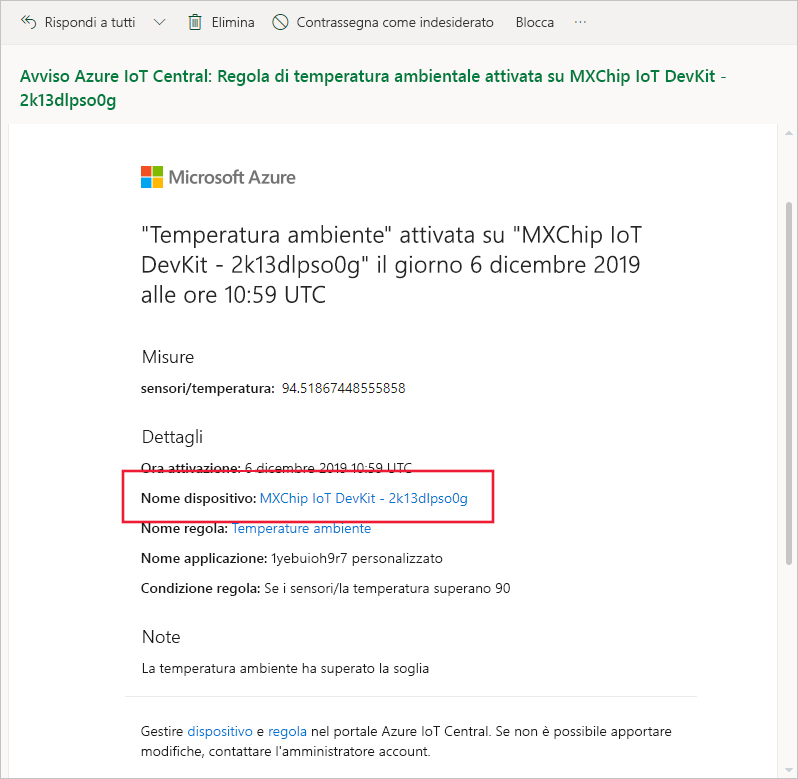 Rispondi a tutti Elimina Contrassegna come indesiderato Blocca ...
Avviso Azure IoT Central: Regola di temperatura ambientale attivata su MXChip IoT DevKit -
2k13dlpso0g
Microsoft Azure
"Temperatura ambiente" attivata su "MXChip IoT
DevKit - 2k13dlpso0g" il giorno 6 dicembre 2019
alle ore 10:59 UTC
Misure
sensori/temperatura: 94.51867448555858
Dettagli
Ora attivazione: 6 dicembre 2019 10:59 UTC
Nome dispositivo: MXChip IoT DevKit - 2k13dlpso0g
Nome regola: Temperature ambiente
Nome applicazione: 1yebuioh9r7 personalizzato
Condizione regola: Se i sensori/la temperatura superano 90
Note
La temperatura ambiente ha superato la soglia
Gestire dispositivo e regola nel portale Azure IoT Central. Se non è possibile apportare
modifiche, contattare l'amministratore account.